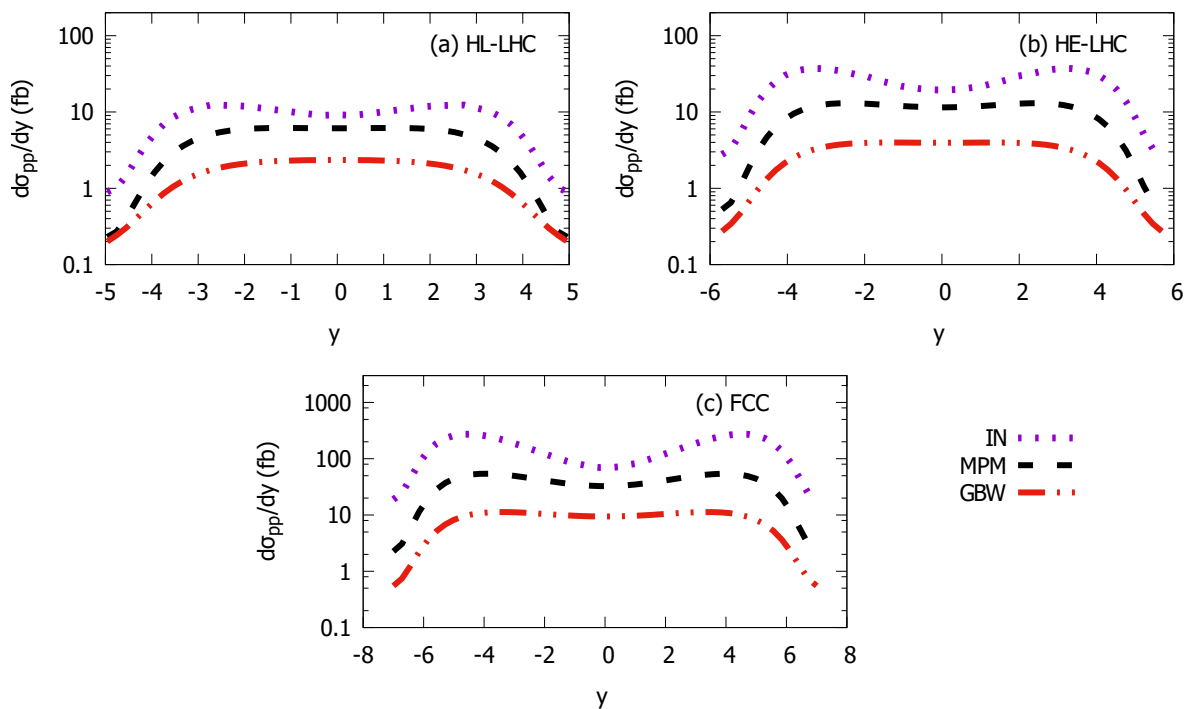 (a) HL-LHC
100
10
1
0.1
dσpp/dy (fb)
-5 -4 -3 -2 -1 0 1 2 3 4 5
y
(b) HE-LHC
100
10
1
0.1
dσpp/dy (fb)
-6 -4 -2 0 2 4 6
y
(c) FCC
1000
100
10
1
0.1
dσpp/dy (fb)
-8 -6 -4 -2 0 2 4 6 8
y
IN
MPM
GBW